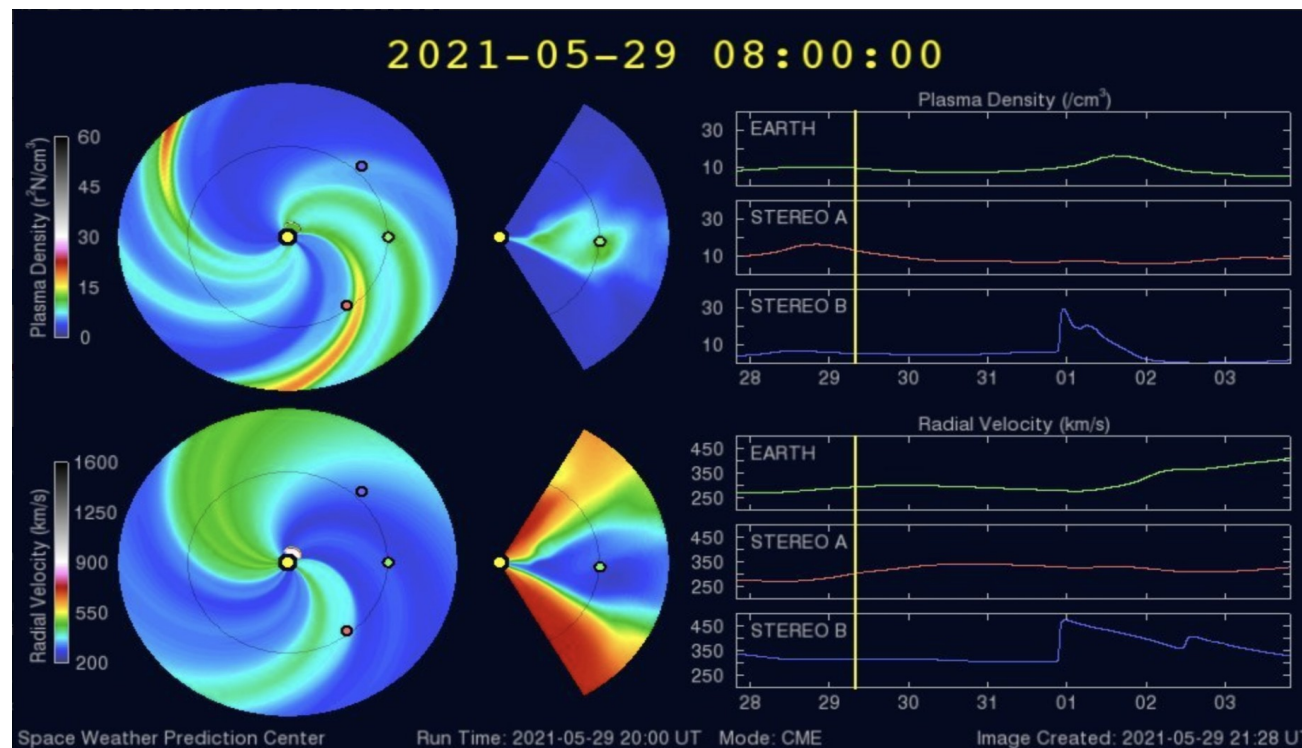 2021-05-29 08:00:00
Plasma Density (r²N/cm³)
60
45
30
15
0
Plasma Density (/cm³)
30
10
EARTH
30
10
STEREO A
30
10
STEREO B
28 29 30 31 01 02 03
Radial Velocity (km/s)
1600
1250
900
550
200
Radial Velocity (km/s)
450
350
250
EARTH
450
350
250
STEREO A
450
350
250
STEREO B
28 29 30 31 01 02 03
Space Weather Prediction Center Run Time: 2021-05-29 20:00 UT Mode: CME Image Created: 2021-05-29 21:28